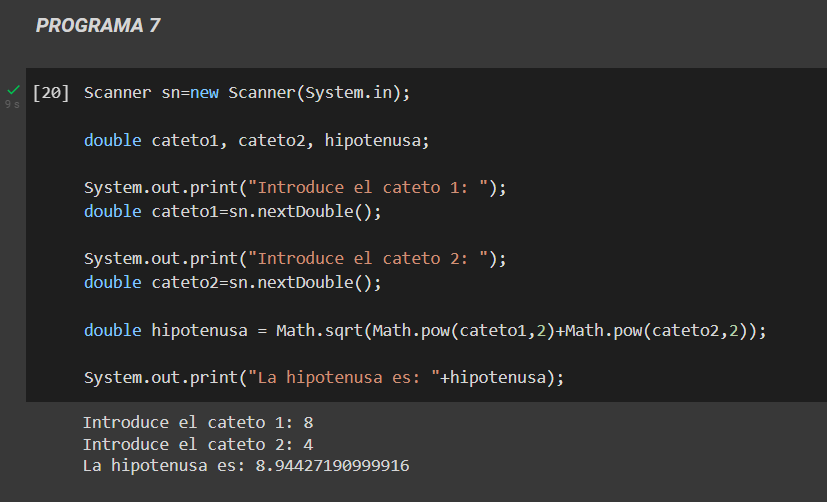 PROGRAMA 7
[20] Scanner sn=new Scanner(System.in);
9 s
double cateto1, cateto2, hipotenusa;
System.out.print("Introduce el cateto 1: ");
double cateto1=sn.nextDouble();
System.out.print("Introduce el cateto 2: ");
double cateto2=sn.nextDouble();
double hipotenusa = Math.sqrt(Math.pow(cateto1,2)+Math.pow(cateto2,2));
System.out.print("La hipotenusa es: "+hipotenusa);
Introduce el cateto 1: 8
Introduce el cateto 2: 4
La hipotenusa es: 8.94427190999916